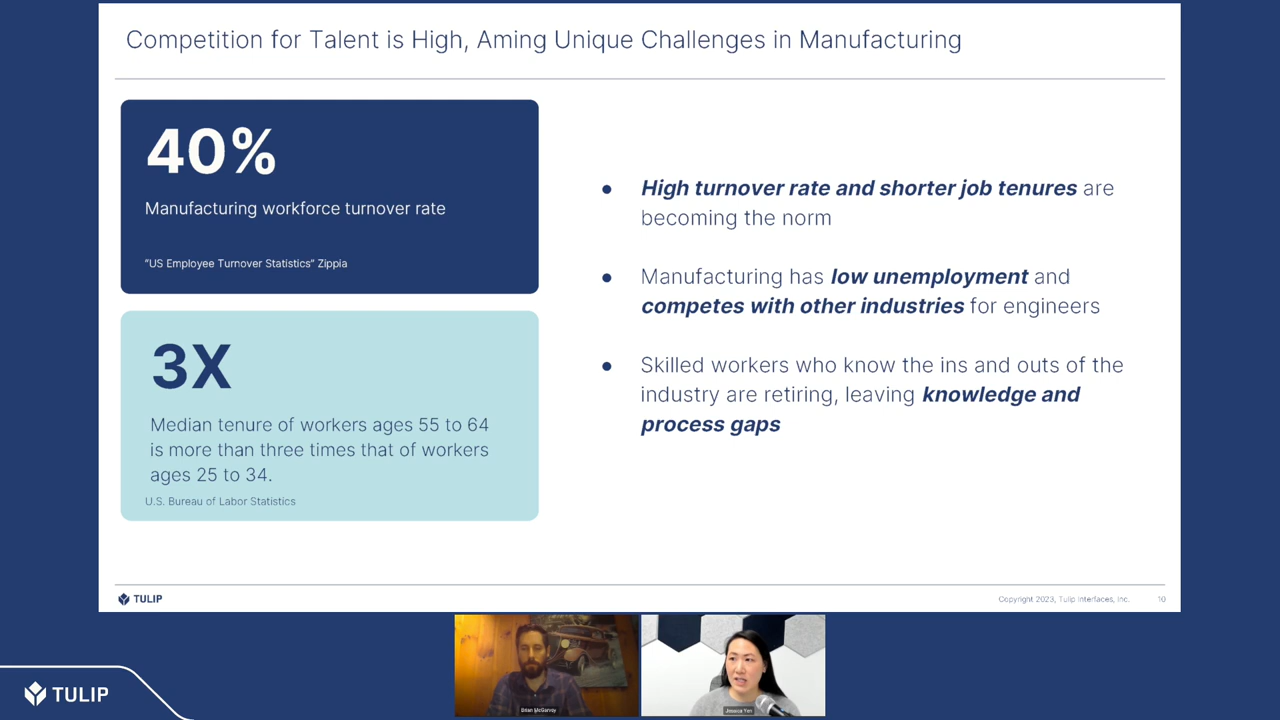 Competition for Talent is High, Aming Unique Challenges in Manufacturing
40%
Manufacturing workforce turnover rate
"US Employee Turnover Statistics" Zippia
3X
Median tenure of workers ages 55 to 64
is more than three times that of workers
ages 25 to 34.
U.S. Bureau of Labor Statistics
● High turnover rate and shorter job tenures are
becoming the norm
● Manufacturing has low unemployment and
competes with other industries for engineers
● Skilled workers who know the ins and outs of the
industry are retiring, leaving knowledge and
process gaps
TULIP
Copyright 2023, Tulip Interfaces, Inc. 10
Brian McGarvey
Jessica Yen
TULIP